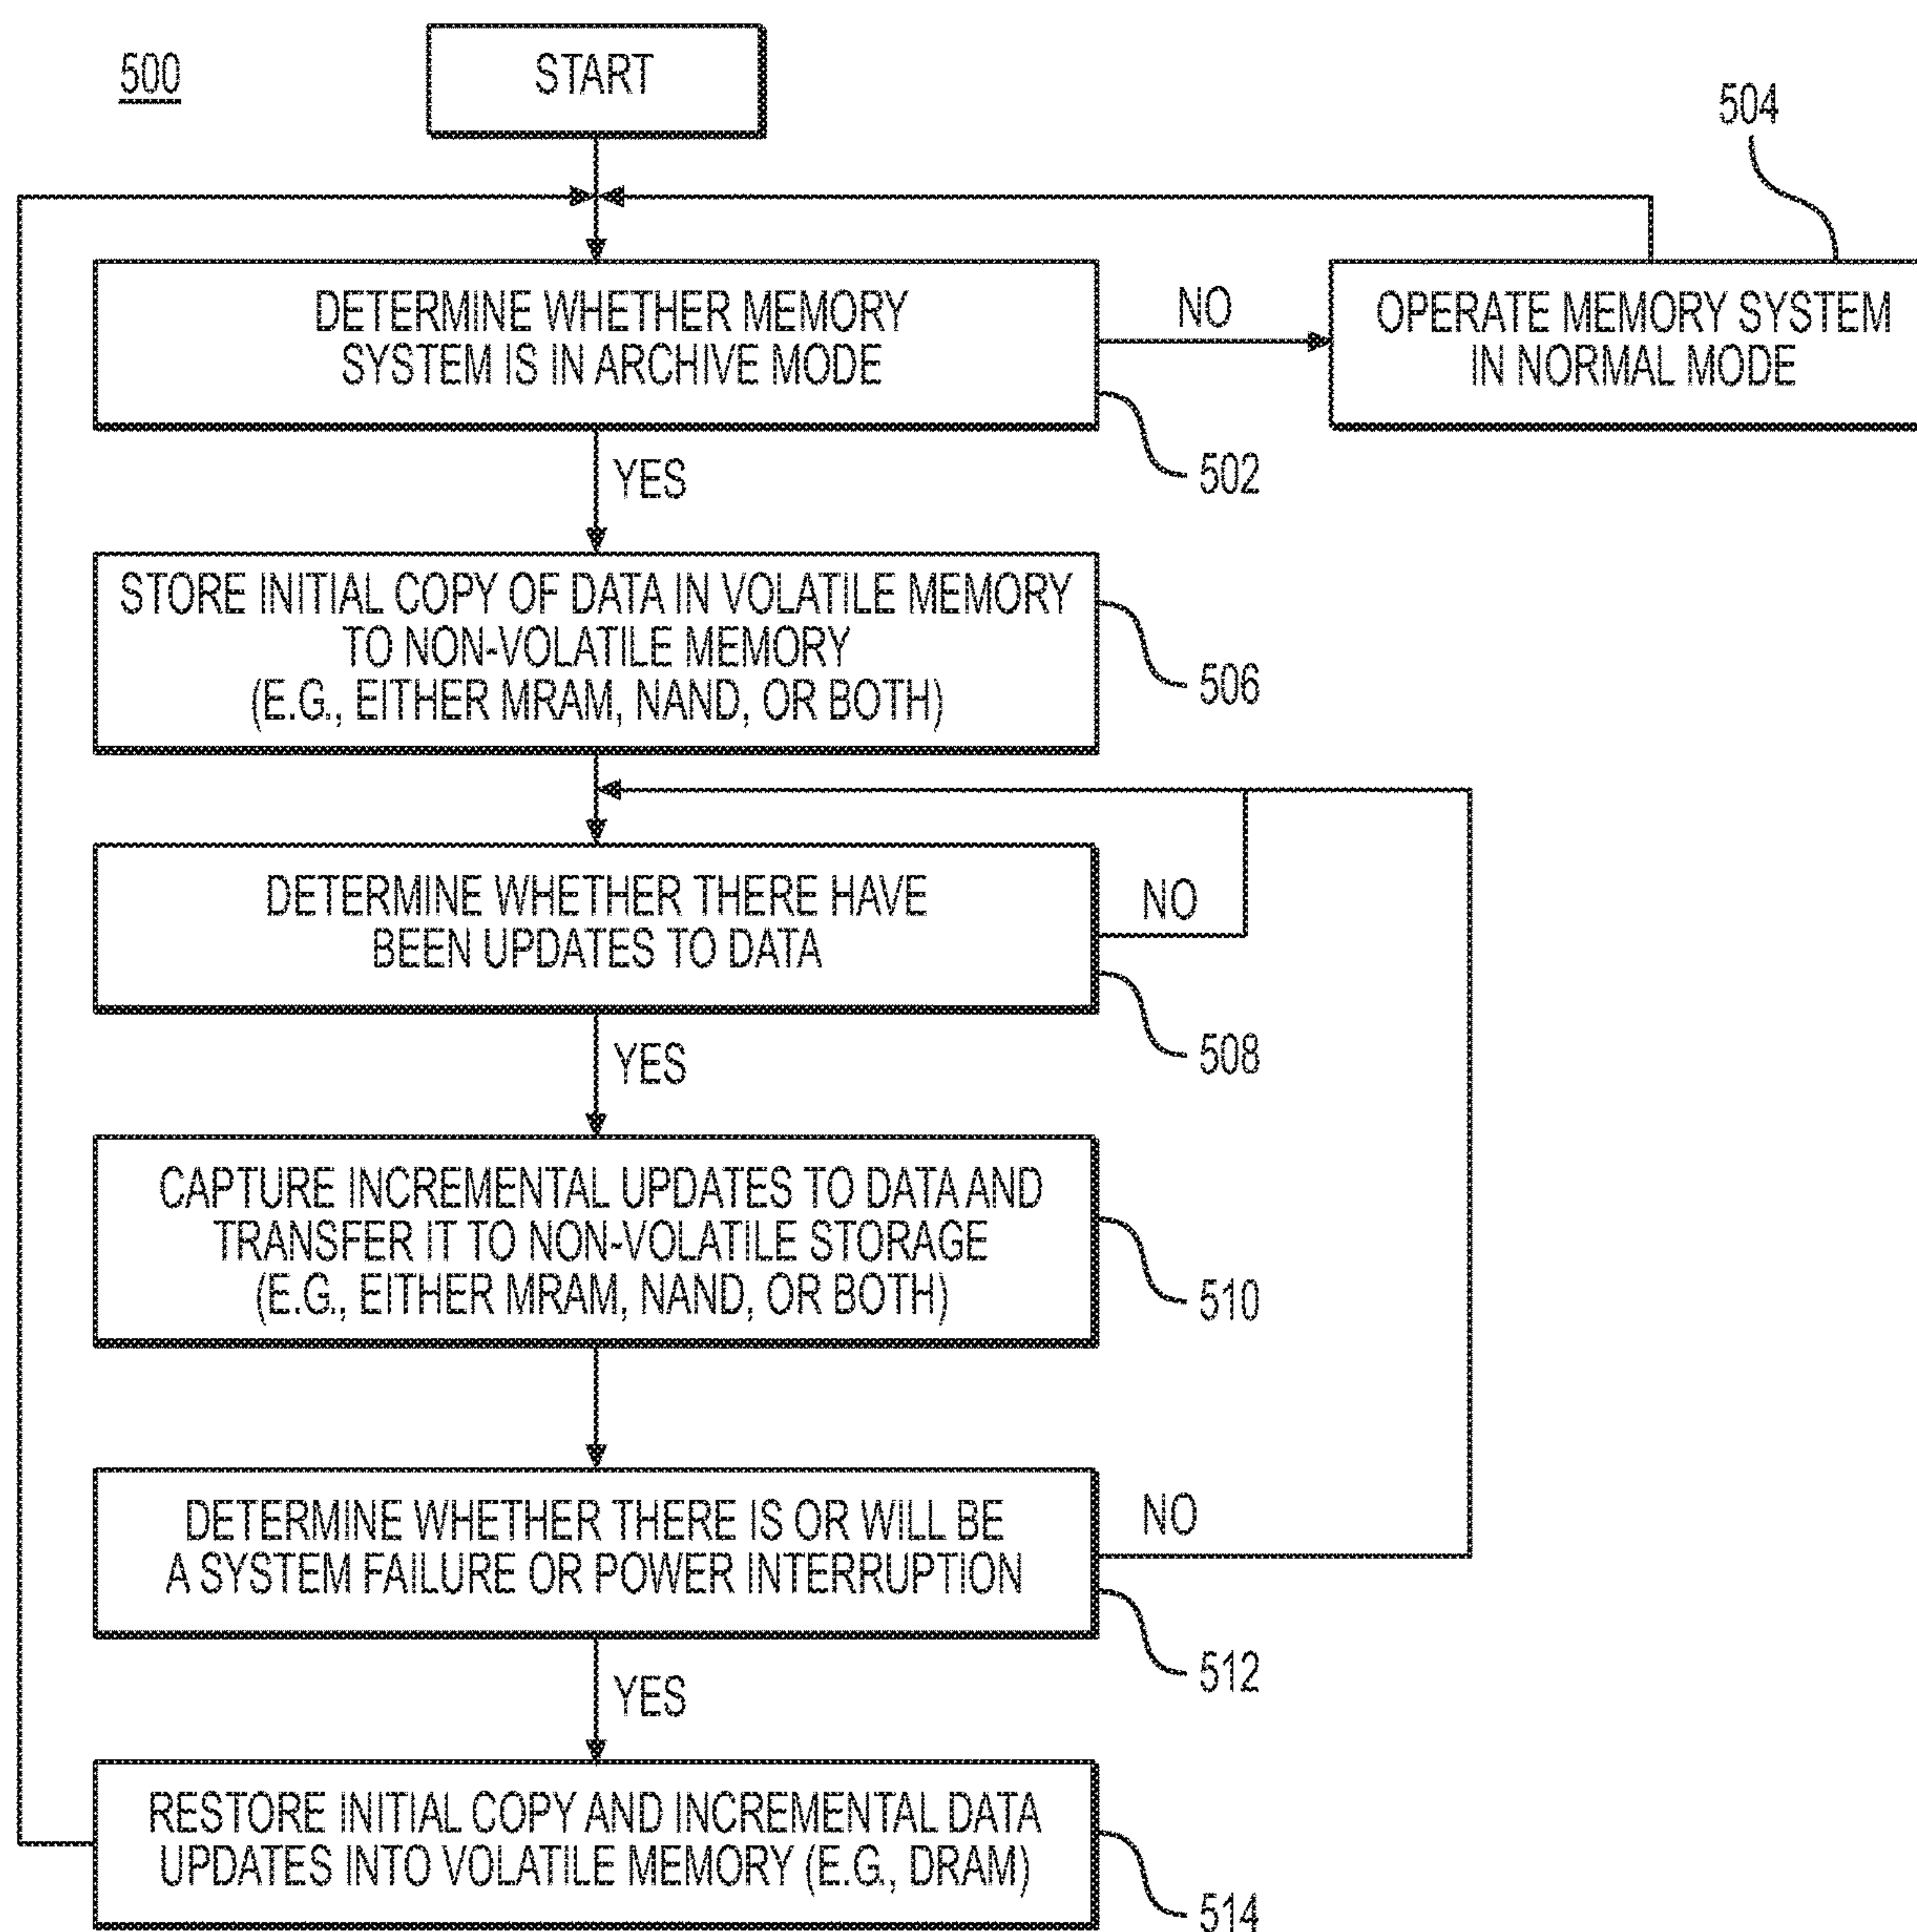 500
START
504
DETERMINE WHETHER MEMORY
SYSTEM IS IN ARCHIVE MODE
NO
OPERATE MEMORY SYSTEM
IN NORMAL MODE
502
YES
STORE INITIAL COPY OF DATA IN VOLATILE MEMORY
TO NON-VOLATILE MEMORY
(E.G., EITHER MRAM, NAND, OR BOTH)
506
DETERMINE WHETHER THERE HAVE
BEEN UPDATES TO DATA
NO
508
YES
CAPTURE INCREMENTAL UPDATES TO DATA AND
TRANSFER IT TO NON-VOLATILE STORAGE
(E.G., EITHER MRAM, NAND, OR BOTH)
510
DETERMINE WHETHER THERE IS OR WILL BE
A SYSTEM FAILURE OR POWER INTERRUPTION
NO
512
YES
RESTORE INITIAL COPY AND INCREMENTAL DATA
UPDATES INTO VOLATILE MEMORY (E.G., DRAM)
514